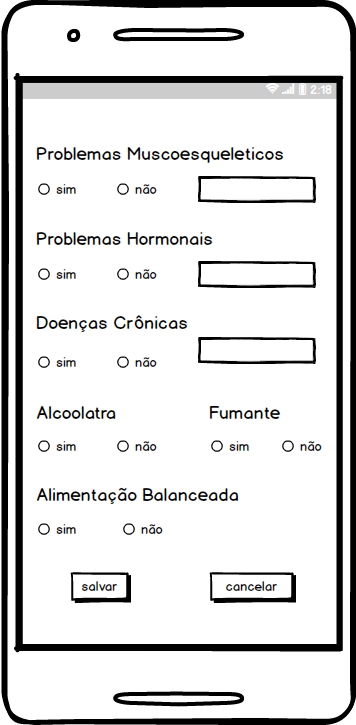 2:18
Problemas Muscoesqueleticos
sim não
Problemas Hormonais
sim não
Doenças Crônicas
sim não
Alcoolatra Fumante
sim não sim não
Alimentação Balanceada
sim não
salvar cancelar